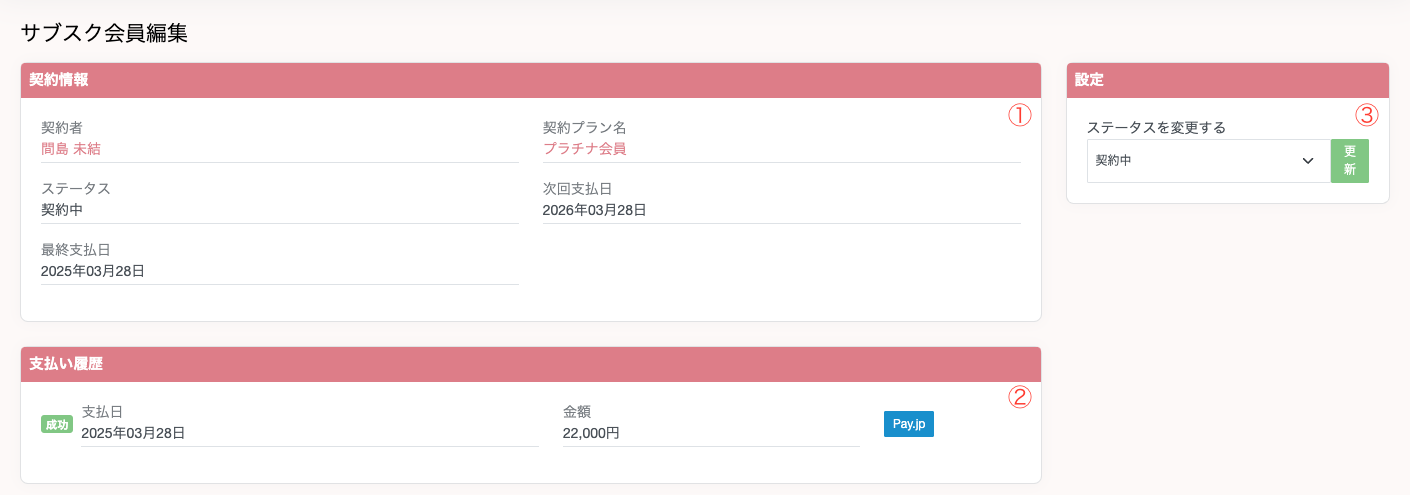 サブスク会員編集
契約情報
①
契約者
間島 未結
契約プラン名
プラチナ会員
ステータス
契約中
次回支払日
2026年03月28日
最終支払日
2025年03月28日
支払い履歴
②
成功
支払日
2025年03月28日
金額
22,000円
Pay.jp
設定
③
ステータスを変更する
契約中
更
新